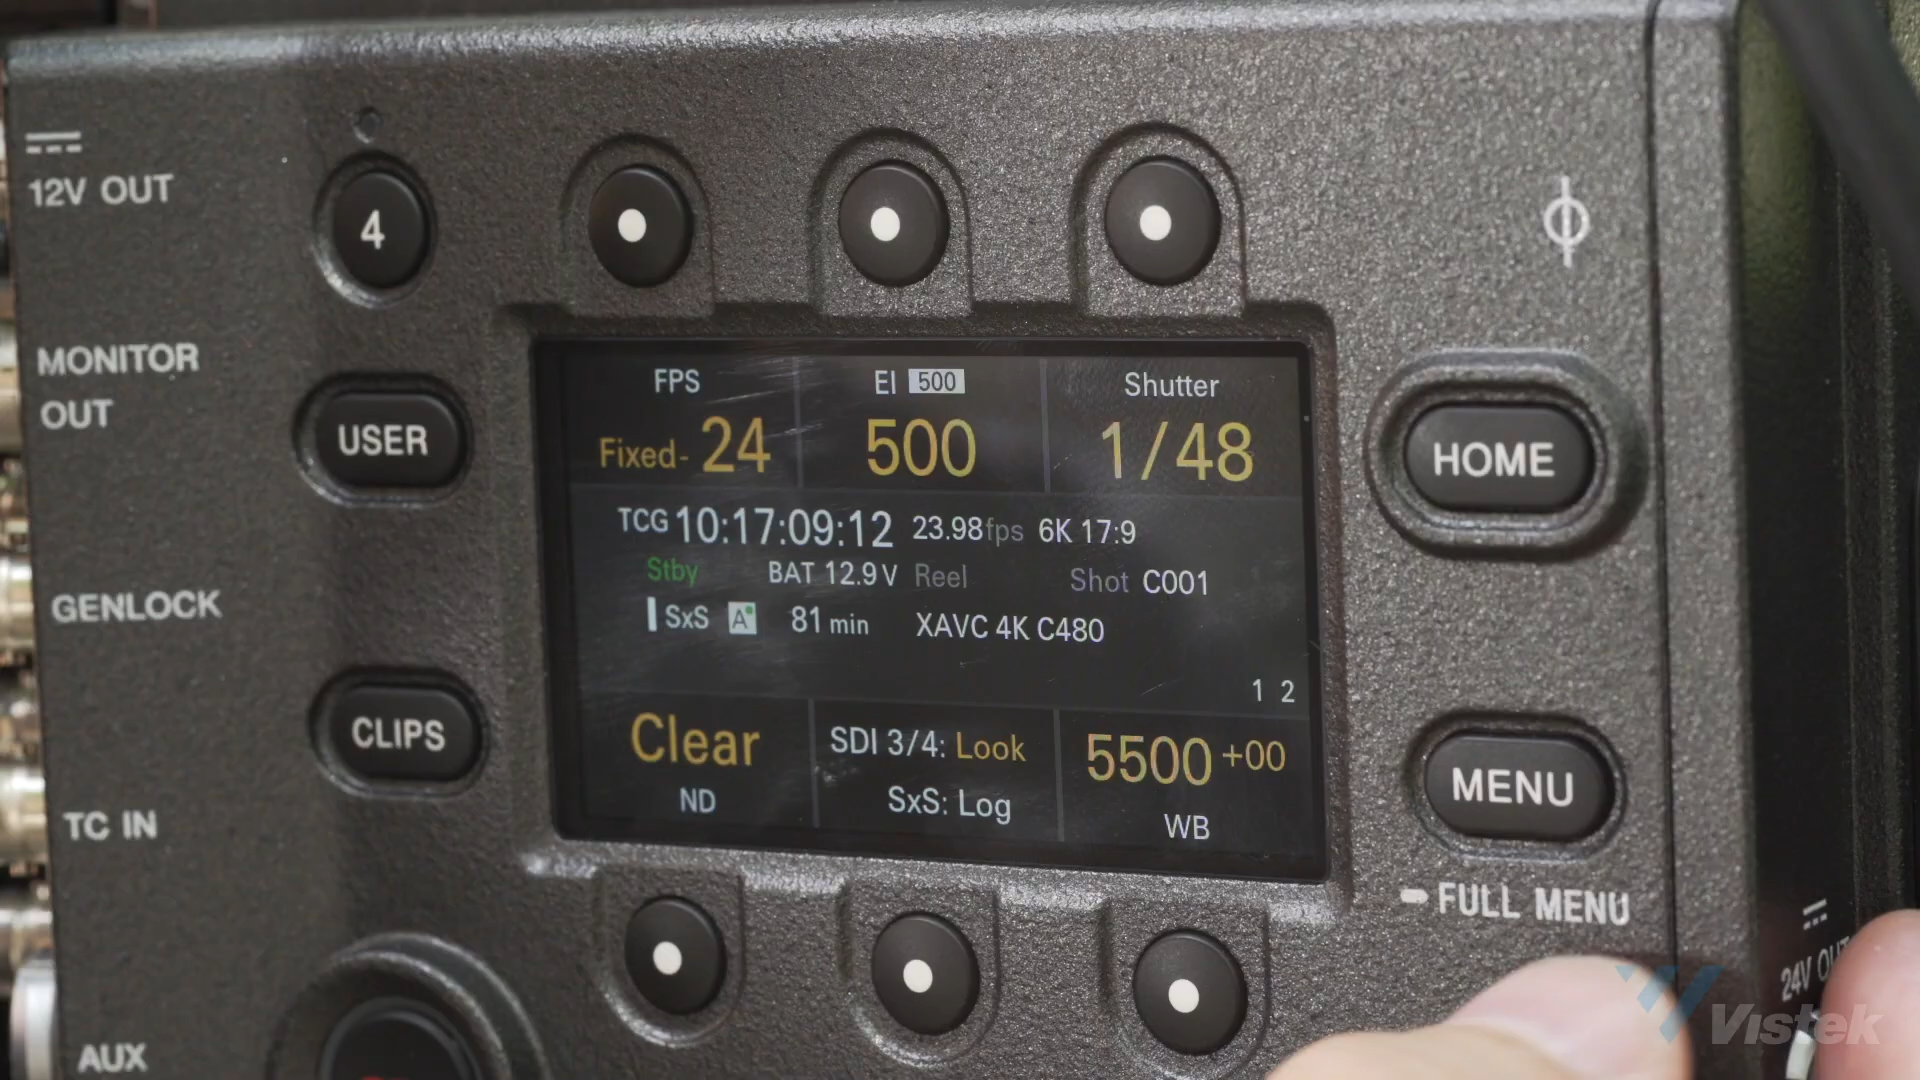 12V OUT
4
MONITOR
OUT
USER
GENLOCK
CLIPS
TC IN
AUX
FPS
EI 500
Shutter
Fixed- 24
500
1/48
TCG 10:17:09:12 23.98fps 6K 17:9
Stby BAT 12.9V Reel Shot C001
SxS A 81 min XAVC 4K C480
1 2
Clear
ND
SDI 3/4: Look
SxS: Log
5500 +00
WB
HOME
MENU
FULL MENU
24V OUT
Vistek